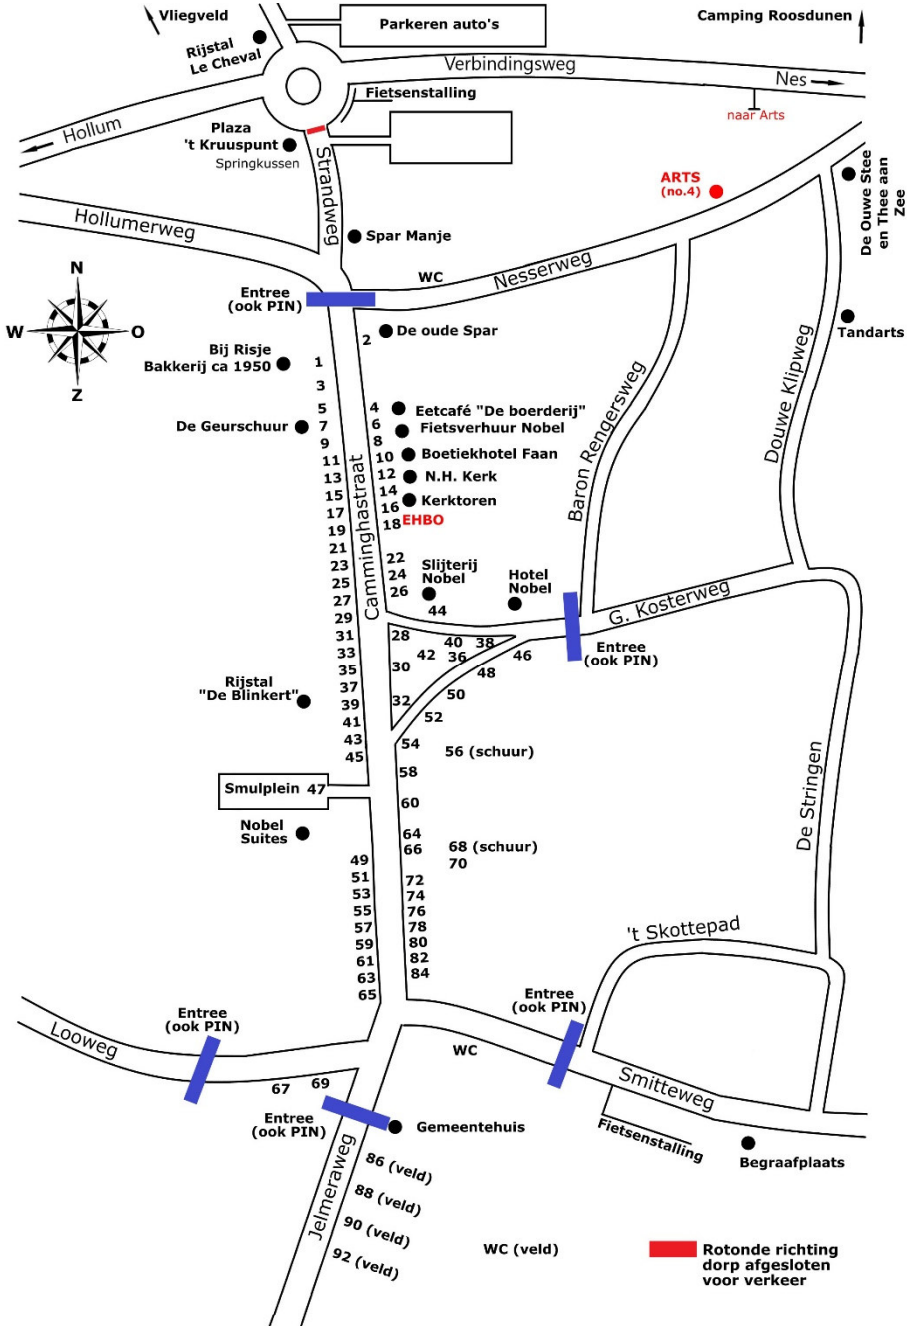 Vliegveld
Parkeren auto's
Camping Roosdunen
Rijstal
Le Cheval
Verbindingsweg
Nes
Fietsenstalling
naar Arts
Hollum
Plaza
't Kruuspunt
Springkussen
Strandweg
ARTS
(no.4)
De Ouwe Stee
en Thee aan
Zee
Hollumerweg
Spar Manje
WC
Nesserweg
N
W
O
Z
Entree
(ook PIN)
2
De oude Spar
Tandarts
Bij Risje
Bakkerij ca 1950
1
3
5
De Geurschuur
7
9
11
13
15
17
19
21
23
25
27
29
31
33
35
37
39
41
43
45
Camminghastraat
4
Eetcafé "De boerderij"
6
Fietsverhuur Nobel
8
10
Boetiekhotel Faan
12
N.H. Kerk
14
16
Kerktoren
18
EHBO
22
24
26
Slijterij
Nobel
44
Hotel
Nobel
Baron Rengersweg
Douwe Klipweg
G. Kosterweg
Entree
(ook PIN)
28
30
32
40
38
42
36
46
48
50
52
Rijstal
"De Blinkert"
54
56 (schuur)
58
Smulplein
47
60
Nobel
Suites
64
66
68 (schuur)
70
De Stringen
49
51
53
55
57
59
61
63
65
72
74
76
78
80
82
84
't Skottepad
Entree
(ook PIN)
Entree
(ook PIN)
Looweg
WC
Smitteweg
67
69
Entree
(ook PIN)
Gemeentehuis
Fietsenstalling
Begraafplaats
Jelmeraweg
86 (veld)
88 (veld)
90 (veld)
92 (veld)
WC (veld)
Rotonde richting
dorp afgesloten
voor verkeer